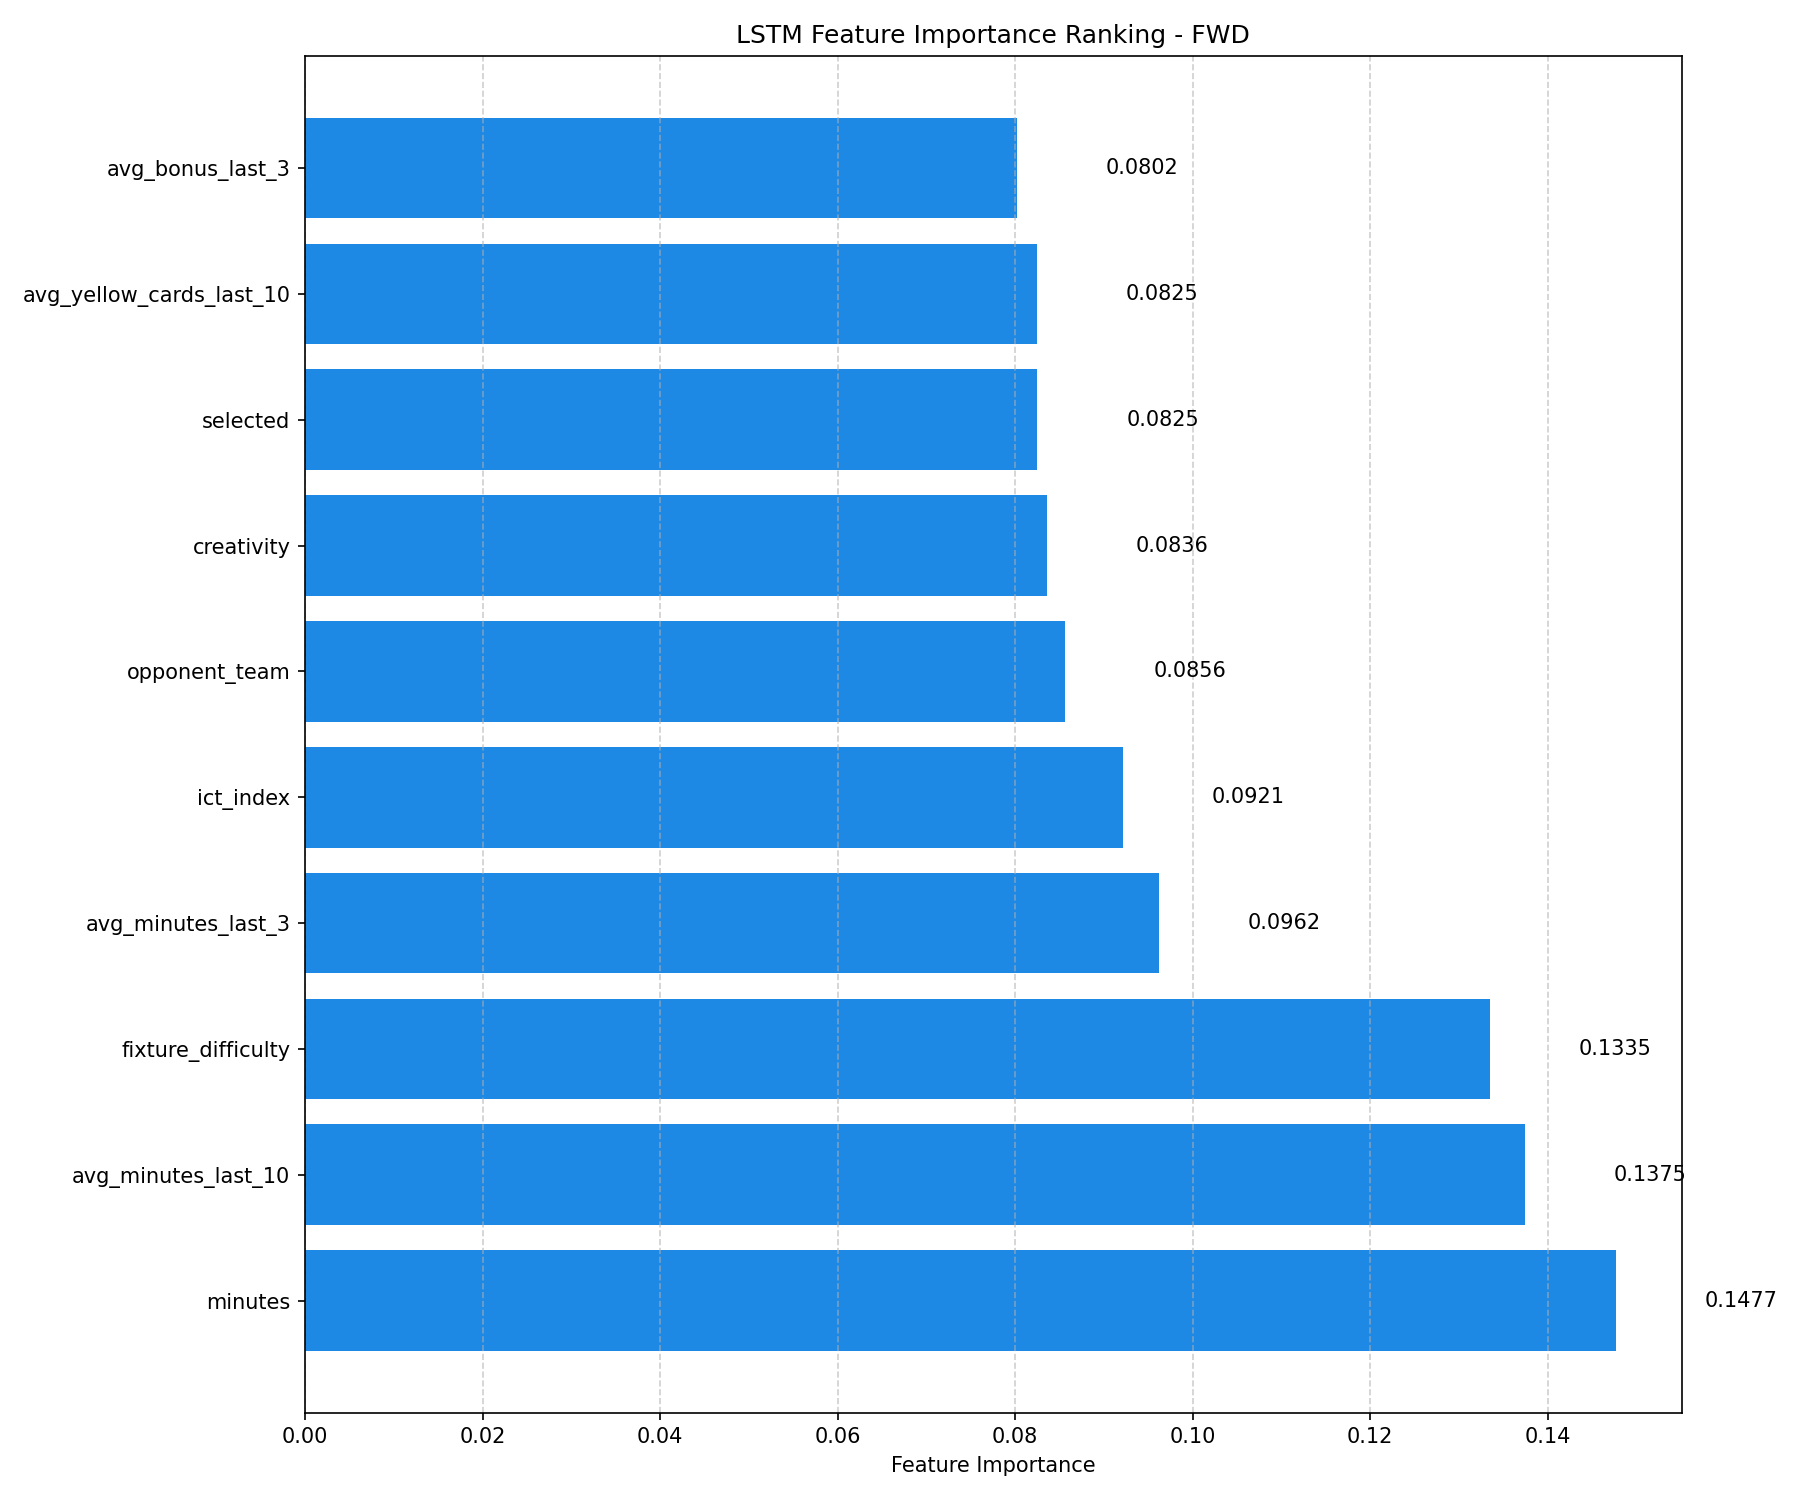 LSTM Feature Importance Ranking - FWD
avg_bonus_last_3 0.0802
avg_yellow_cards_last_10 0.0825
selected 0.0825
creativity 0.0836
opponent_team 0.0856
ict_index 0.0921
avg_minutes_last_3 0.0962
fixture_difficulty 0.1335
avg_minutes_last_10 0.1375
minutes 0.1477
0.00 0.02 0.04 0.06 0.08 0.10 0.12 0.14
Feature Importance